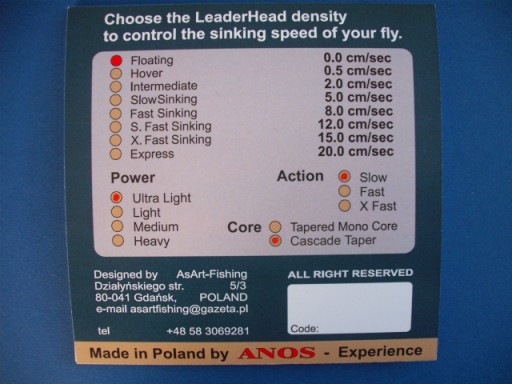 Choose the LeaderHead density
to control the sinking speed of your fly.
Floating 0.0 cm/sec
Hover 0.5 cm/sec
Intermediate 2.0 cm/sec
SlowSinking 5.0 cm/sec
Fast Sinking 8.0 cm/sec
S. Fast Sinking 12.0 cm/sec
X. Fast Sinking 15.0 cm/sec
Express 20.0 cm/sec
Power
Ultra Light
Light
Medium
Heavy
Action Slow
Fast
X Fast
Core Tapered Mono Core
Cascade Taper
Designed by AsArt-Fishing
Działyńskiego str. 5/3
80-041 Gdańsk, POLAND
e-mail asartfishing@gazeta.pl
tel +48 58 3069281
ALL RIGHT RESERVED
Code:
Made in Poland by ANOS - Experience